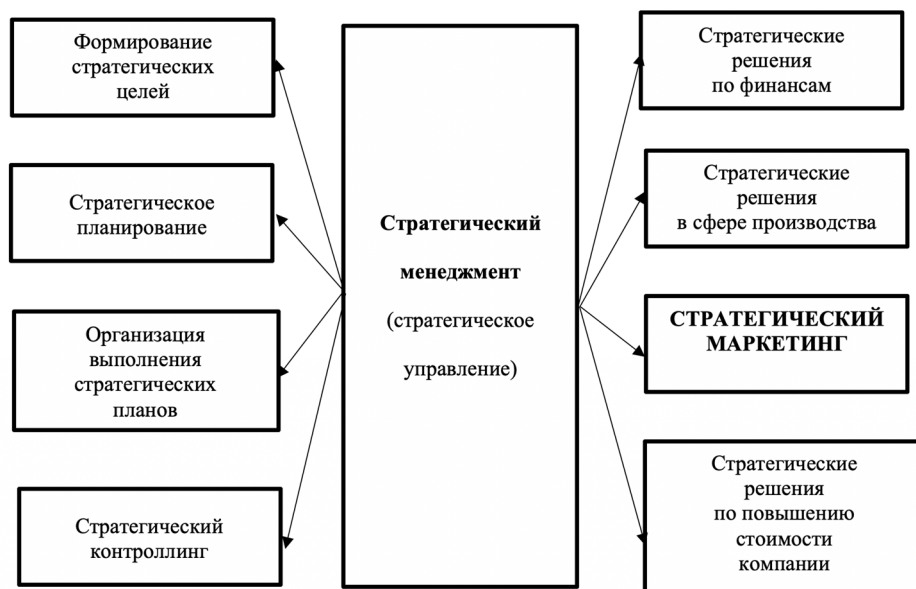 Формирование
стратегических
целей
Стратегическое
планирование
Организация
выполнения
стратегических
планов
Стратегический
контроллинг
Стратегический
менеджмент
(стратегическое
управление)
Стратегические
решения
по финансам
Стратегические
решения
в сфере производства
СТРАТЕГИЧЕСКИЙ
МАРКЕТИНГ
Стратегические
решения
по повышению
стоимости
компании